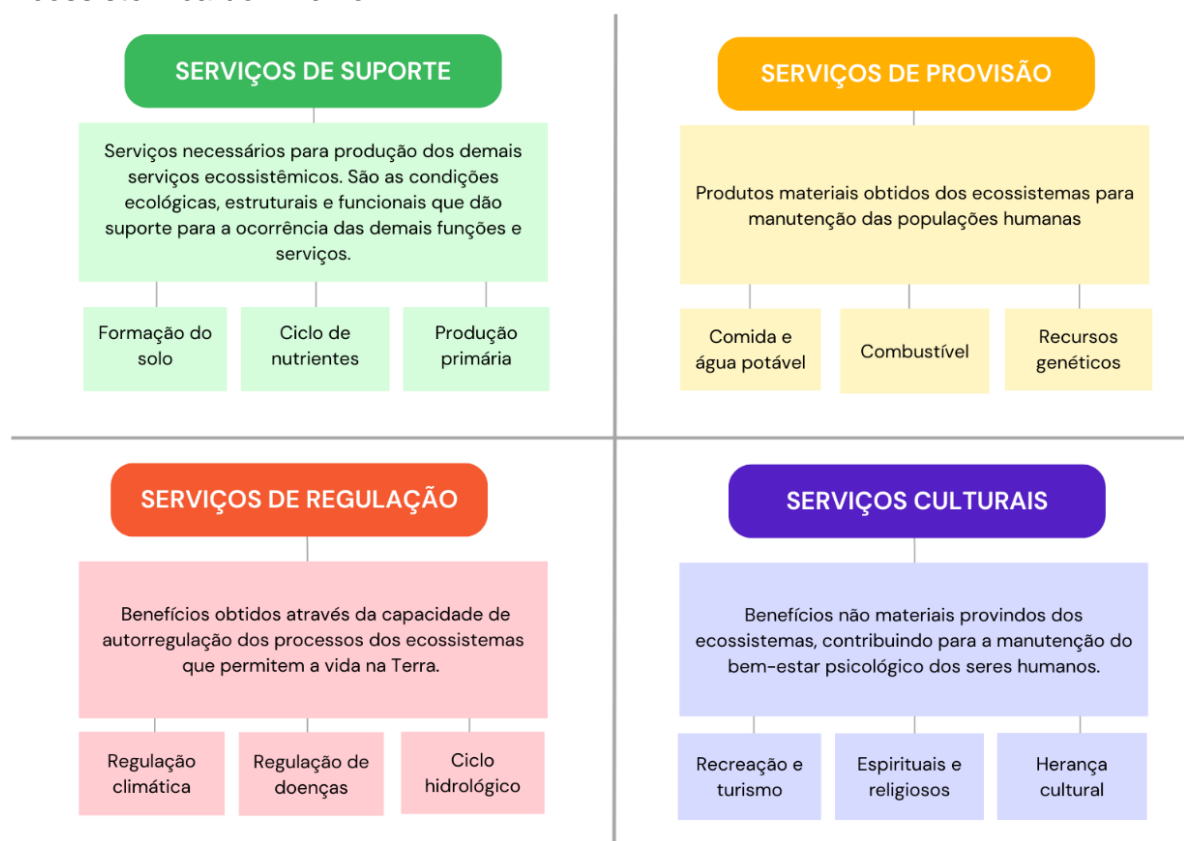 SERVIÇOS DE SUPORTE
Serviços necessários para produção dos demais
serviços ecossistêmicos. São as condições
ecológicas, estruturais e funcionais que dão
suporte para a ocorrência das demais funções e
serviços.
Formação do
solo
Ciclo de
nutrientes
Produção
primária
SERVIÇOS DE PROVISÃO
Produtos materiais obtidos dos ecossistemas para
manutenção das populações humanas
Comida e
água potável
Combustível
Recursos
genéticos
SERVIÇOS DE REGULAÇÃO
Benefícios obtidos através da capacidade de
autorregulação dos processos dos ecossistemas
que permitem a vida na Terra.
Regulação
climática
Regulação de
doenças
Ciclo
hidrológico
SERVIÇOS CULTURAIS
Benefícios não materiais provindos dos
ecossistemas, contribuindo para a manutenção do
bem-estar psicológico dos seres humanos.
Recreação e
turismo
Espirituais e
religiosos
Herança
cultural